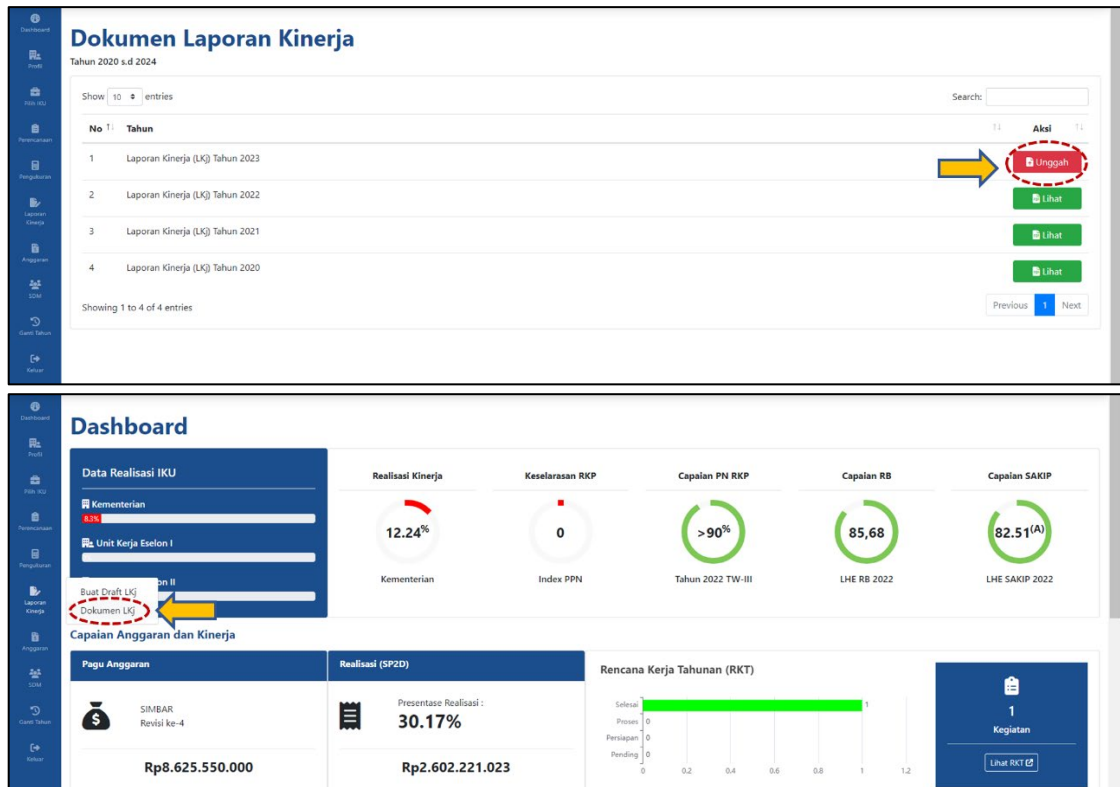 Dashboard
Profil
Pilih IKU
Perencanaan
Pengukuran
Laporan
Kinerja
Anggaran
SDM
Ganti Tahun
Keluar
Dokumen Laporan Kinerja
Tahun 2020 s.d 2024
Show 10 entries
Search:
No Tahun Aksi
1 Laporan Kinerja (LKj) Tahun 2023 Unggah
2 Laporan Kinerja (LKj) Tahun 2022 Lihat
3 Laporan Kinerja (LKj) Tahun 2021 Lihat
4 Laporan Kinerja (LKj) Tahun 2020 Lihat
Showing 1 to 4 of 4 entries
Previous 1 Next
Dashboard
Profil
Pilih IKU
Perencanaan
Pengukuran
Laporan
Kinerja
Anggaran
SDM
Ganti Tahun
Keluar
Dashboard
Data Realisasi IKU
Kementerian
8.3%
Unit Kerja Eselon I
on II
Buat Draft LKj
Dokumen LKj
Realisasi Kinerja
12.24%
Kementerian
Keselarasan RKP
0
Index PPN
Capaian PN RKP
>90%
Tahun 2022 TW-III
Capaian RB
85,68
LHE RB 2022
Capaian SAKIP
82.51(A)
LHE SAKIP 2022
Capaian Anggaran dan Kinerja
Pagu Anggaran
SIMBAR
Revisi ke-4
Rp8.625.550.000
Realisasi (SP2D)
Presentase Realisasi :
30.17%
Rp2.602.221.023
Rencana Kerja Tahunan (RKT)
Selesai 1
Proses 0
Persiapan 0
Pending 0
0 0.2 0.4 0.6 0.8 1 1.2
1
Kegiatan
Lihat RKT